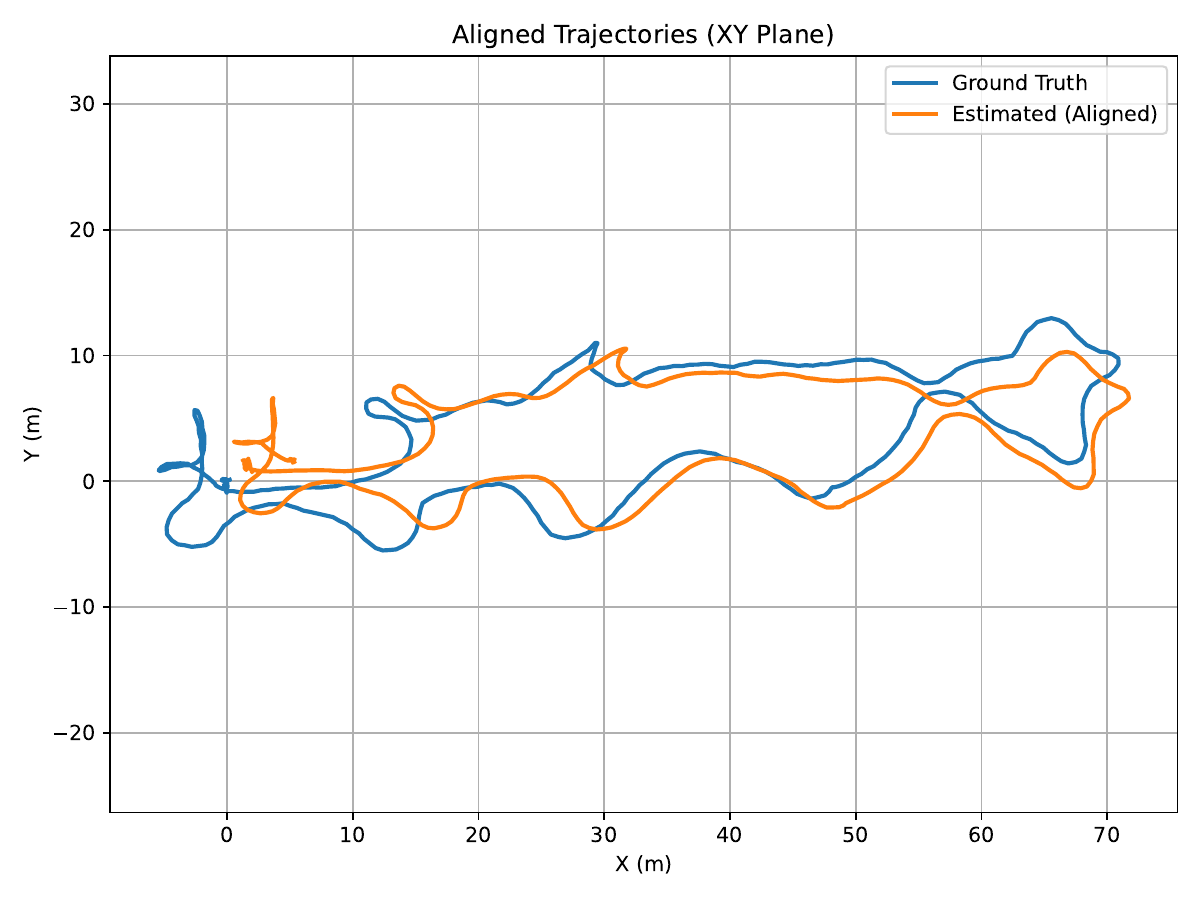 Aligned Trajectories (XY Plane)
Ground Truth
Estimated (Aligned)
Y (m)
30
20
10
0
−10
−20
0 10 20 30 40 50 60 70
X (m)